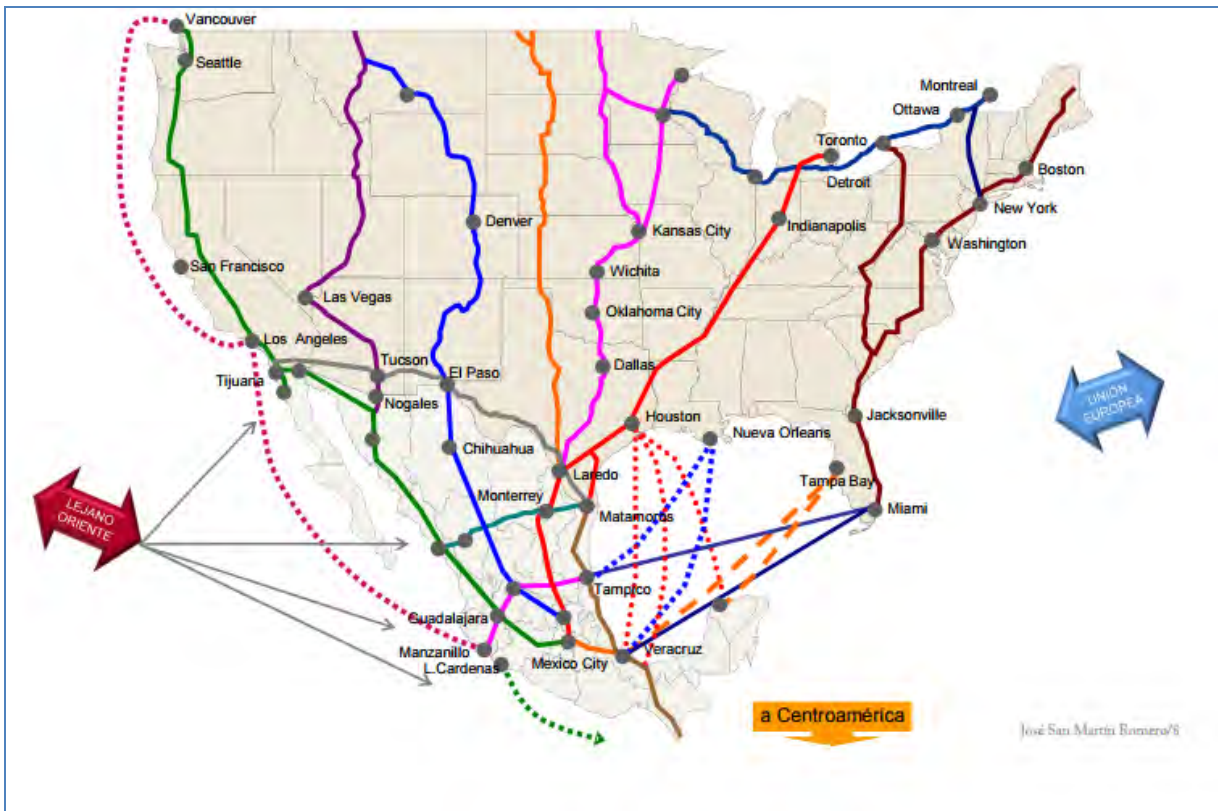 Vancouver
Seattle
Montreal
Ottawa
Toronto
Detroit
Boston
New York
Washington
Denver
Kansas City
Indianapolis
San Francisco
Las Vegas
Wichita
Oklahoma City
Los Angeles
Tucson
El Paso
Dallas
Tijuana
Nogales
Houston
Jacksonville
UNION
EUROPEA
Nueva Orleans
Chihuahua
Laredo
Tampa Bay
Monterrey
Matamoros
Miami
LEJANO
ORIENTE
Tampico
Guadalajara
Manzanillo
L.Cardenas
Mexico City
Veracruz
a Centroamérica
José San Martín Romero/8